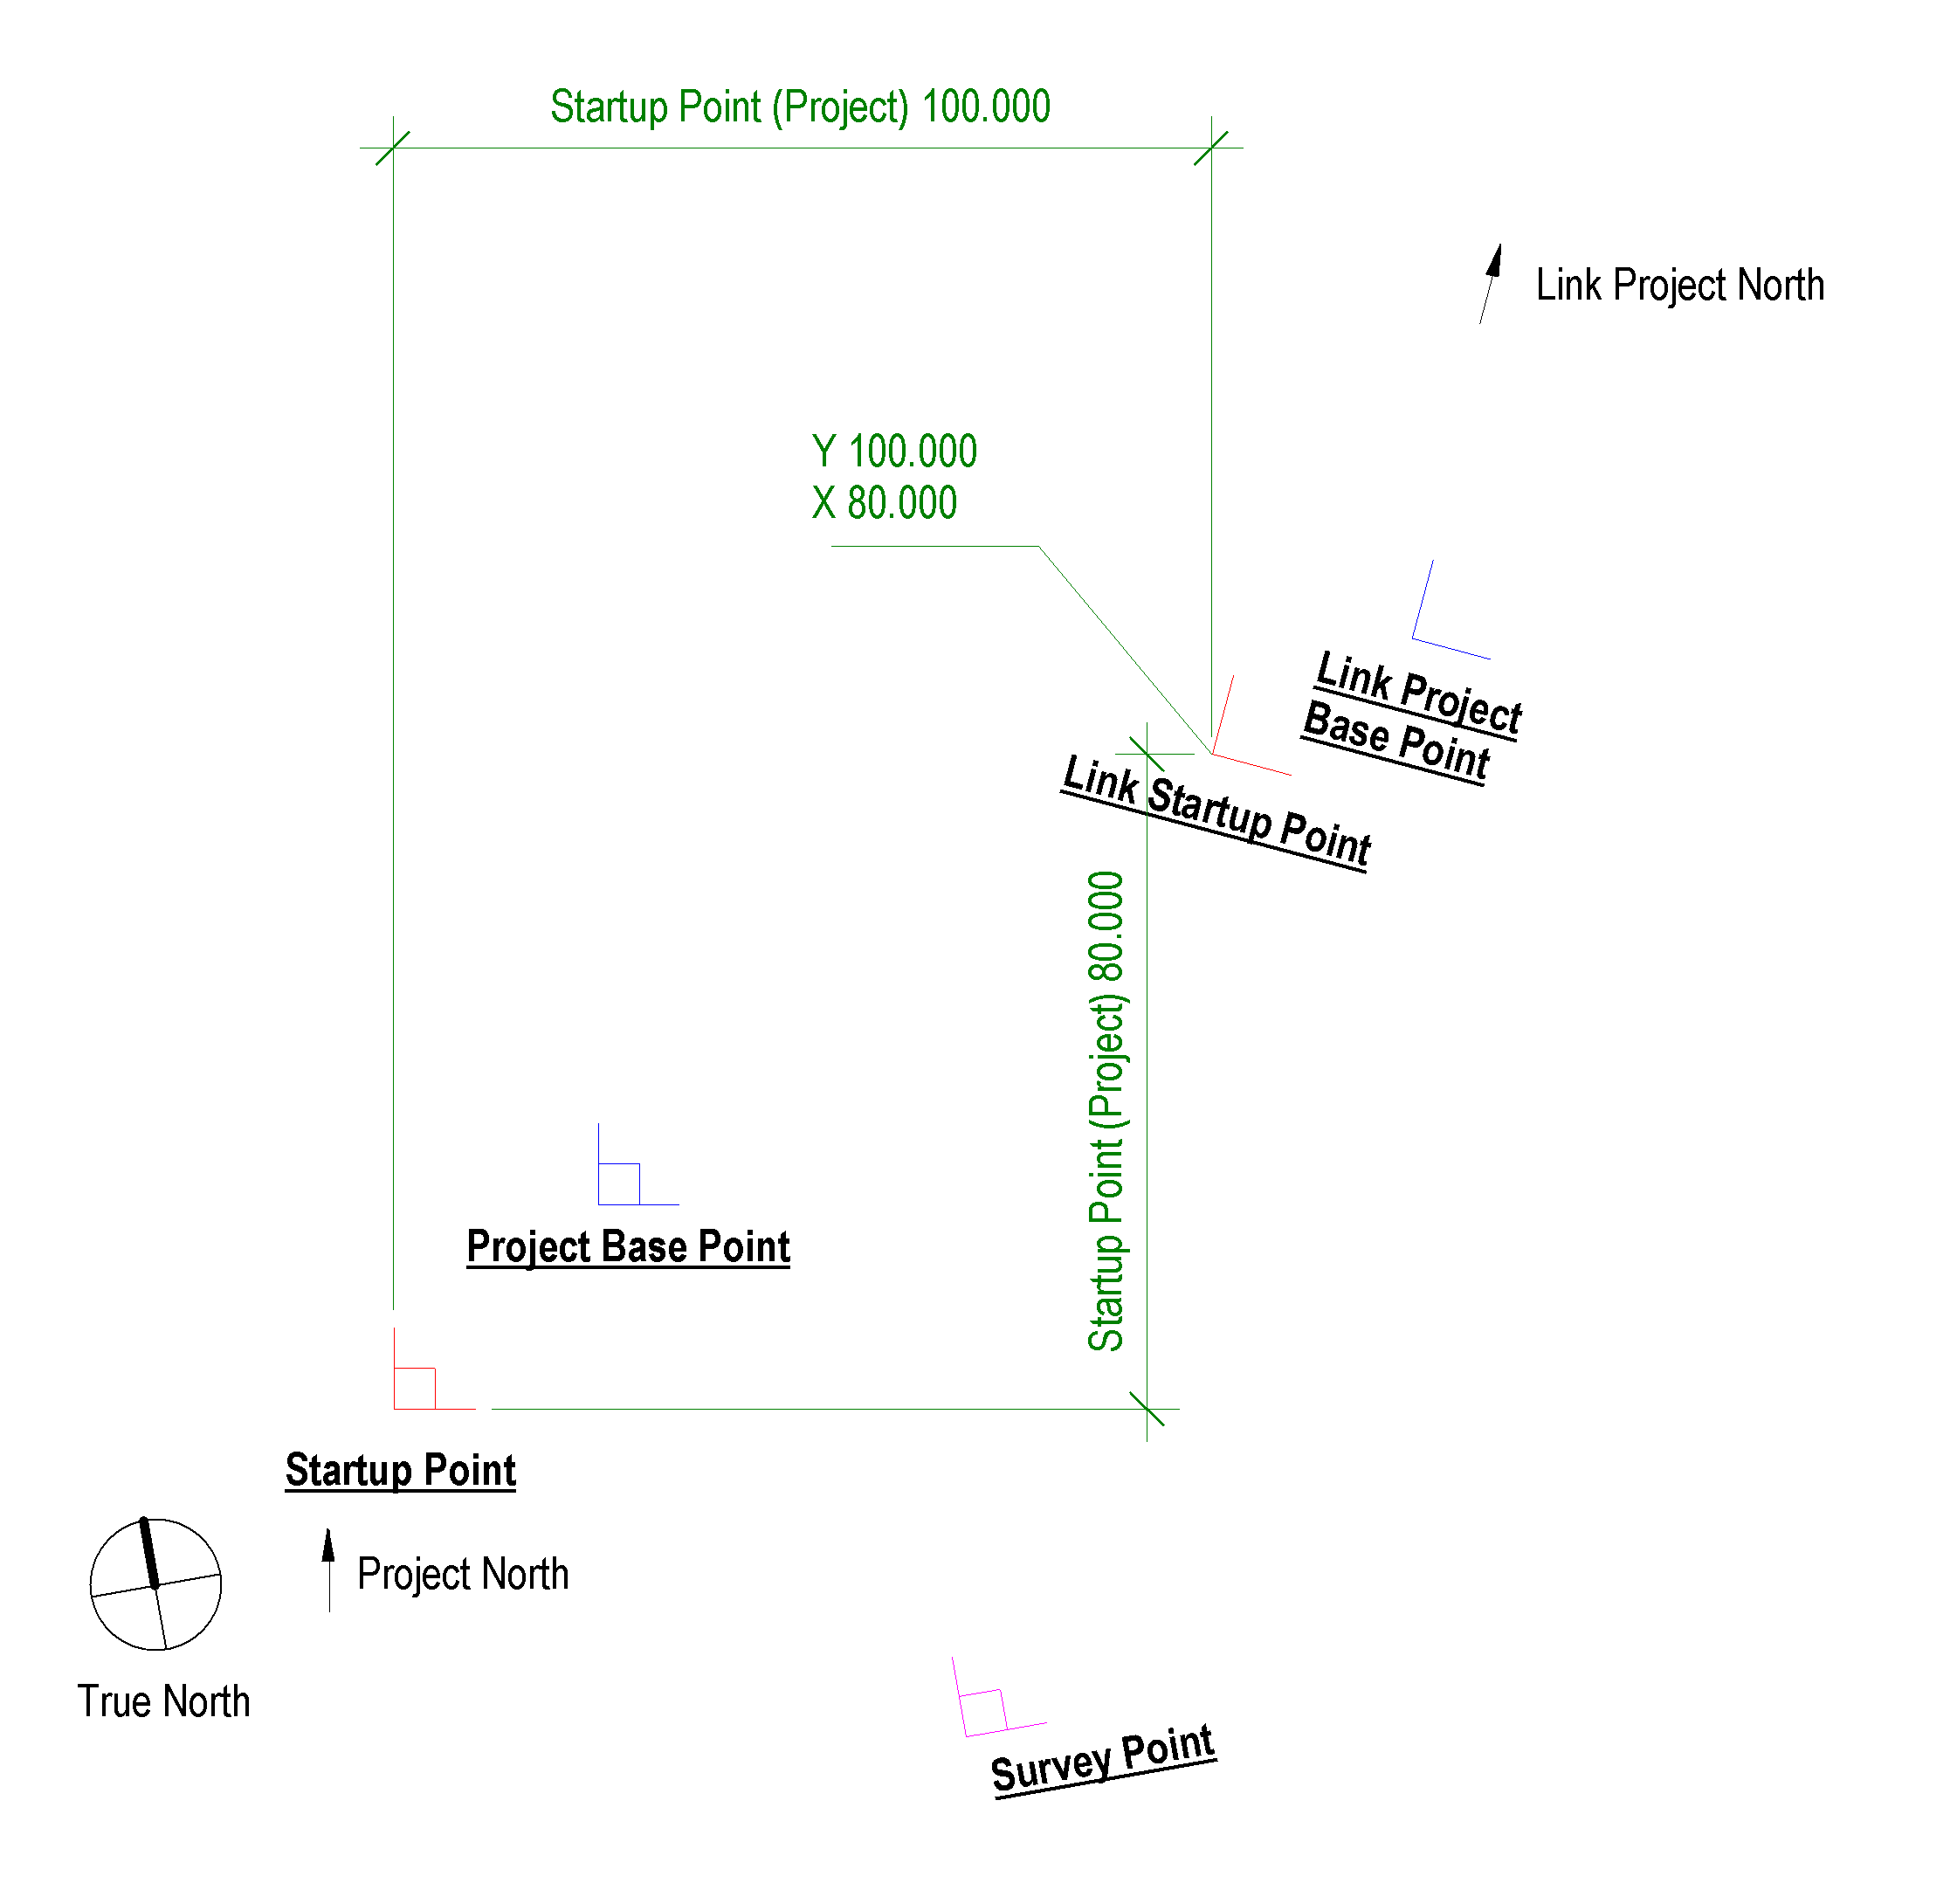 Startup Point (Project) 100.000
Link Project North
Y 100.000
X 80.000
Link Project
Base Point
Link Startup Point
Startup Point (Project) 80.000
Project Base Point
Startup Point
Project North
True North
Survey Point